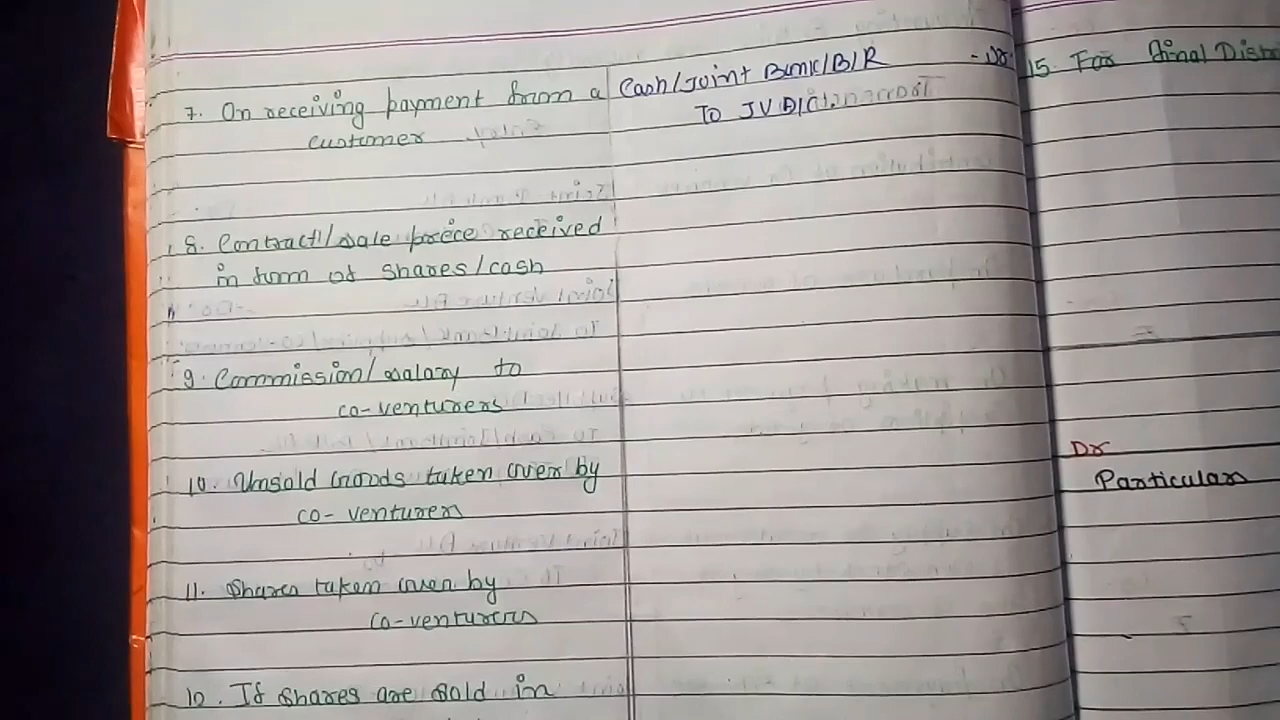 7. On receiving payment from a
customer
Cash/Joint Bank/B/R -Dr.
To JV D/
8. Contract/sale price received
in form of shares/cash
9. Commission/salary to
co-venturers
10. Unsold Goods taken over by
co-venturer
11. Shares taken over by
co-venturers
12. If shares are sold in
15. For final
Dr
Particulars